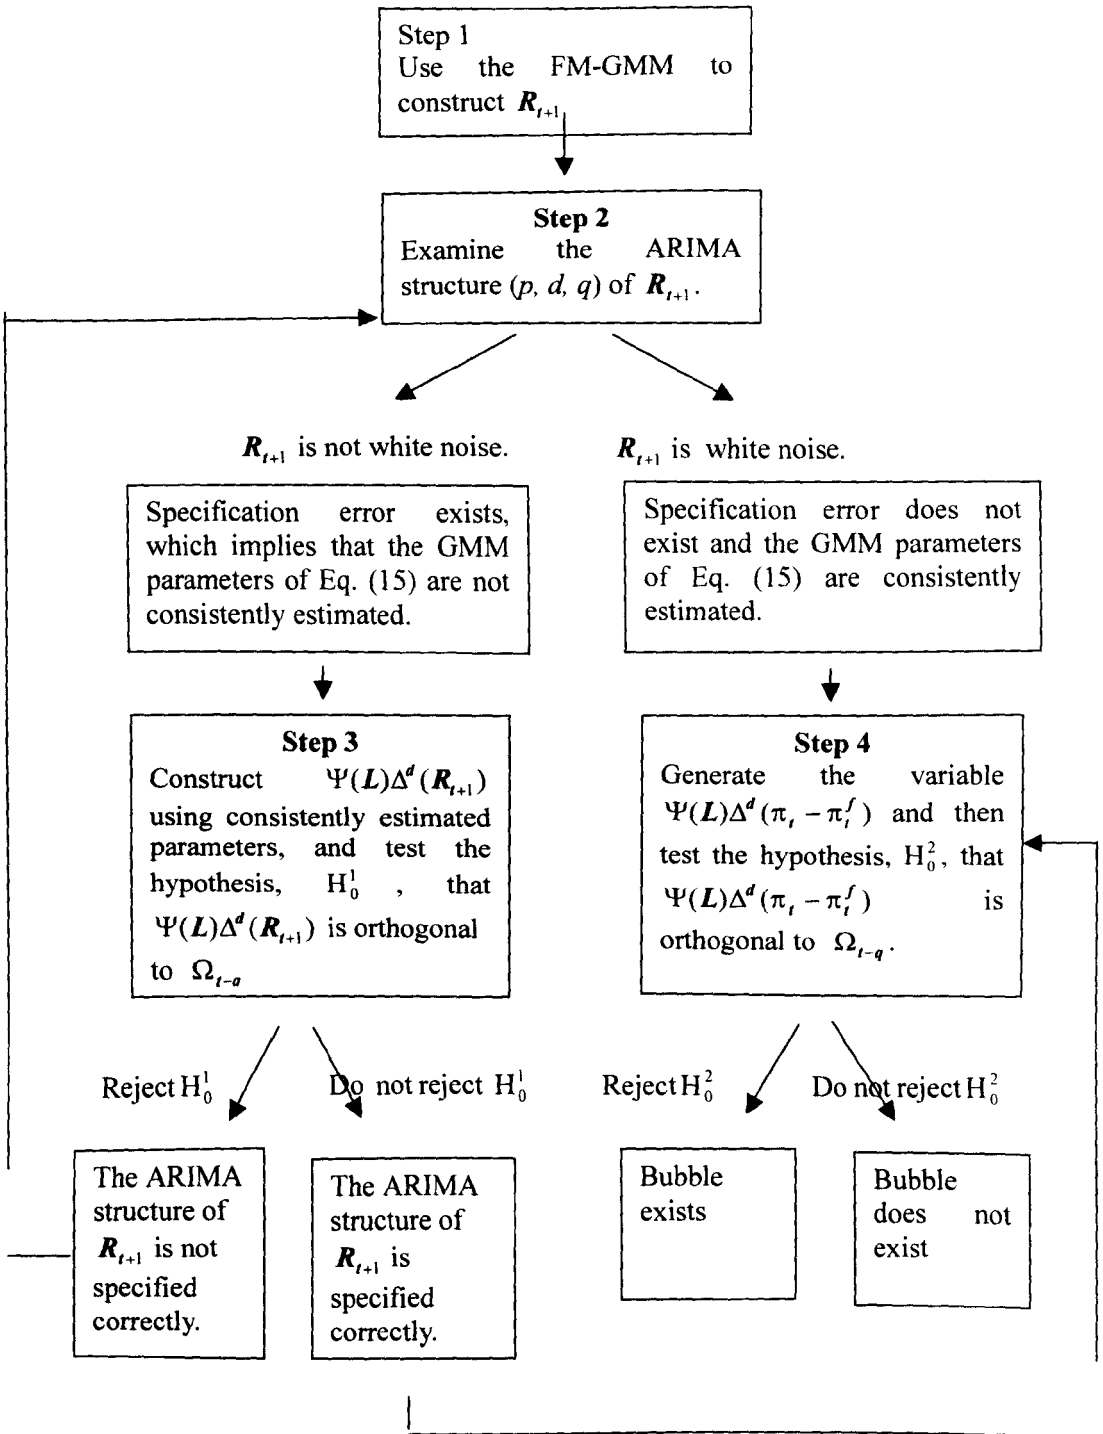 Step 1
Use the FM-GMM to
construct R_{t+1}
Step 2
Examine the ARIMA
structure (p, d, q) of R_{t+1}.
R_{t+1} is not white noise.
R_{t+1} is white noise.
Specification error exists,
which implies that the GMM
parameters of Eq. (15) are not
consistently estimated.
Specification error does not
exist and the GMM parameters
of Eq. (15) are consistently
estimated.
Step 3
Construct Ψ(L)Δ^d(R_{t+1})
using consistently estimated
parameters, and test the
hypothesis, H_0^1 , that
Ψ(L)Δ^d(R_{t+1}) is orthogonal
to Ω_{t-q}
Step 4
Generate the variable
Ψ(L)Δ^d(π_t − π_t^f) and then
test the hypothesis, H_0^2, that
Ψ(L)Δ^d(π_t − π_t^f) is
orthogonal to Ω_{t-q}.
Reject H_0^1
Do not reject H_0^1
Reject H_0^2
Do not reject H_0^2
The ARIMA
structure of
R_{t+1} is not
specified
correctly.
The ARIMA
structure of
R_{t+1} is
specified
correctly.
Bubble
exists
Bubble
does not
exist